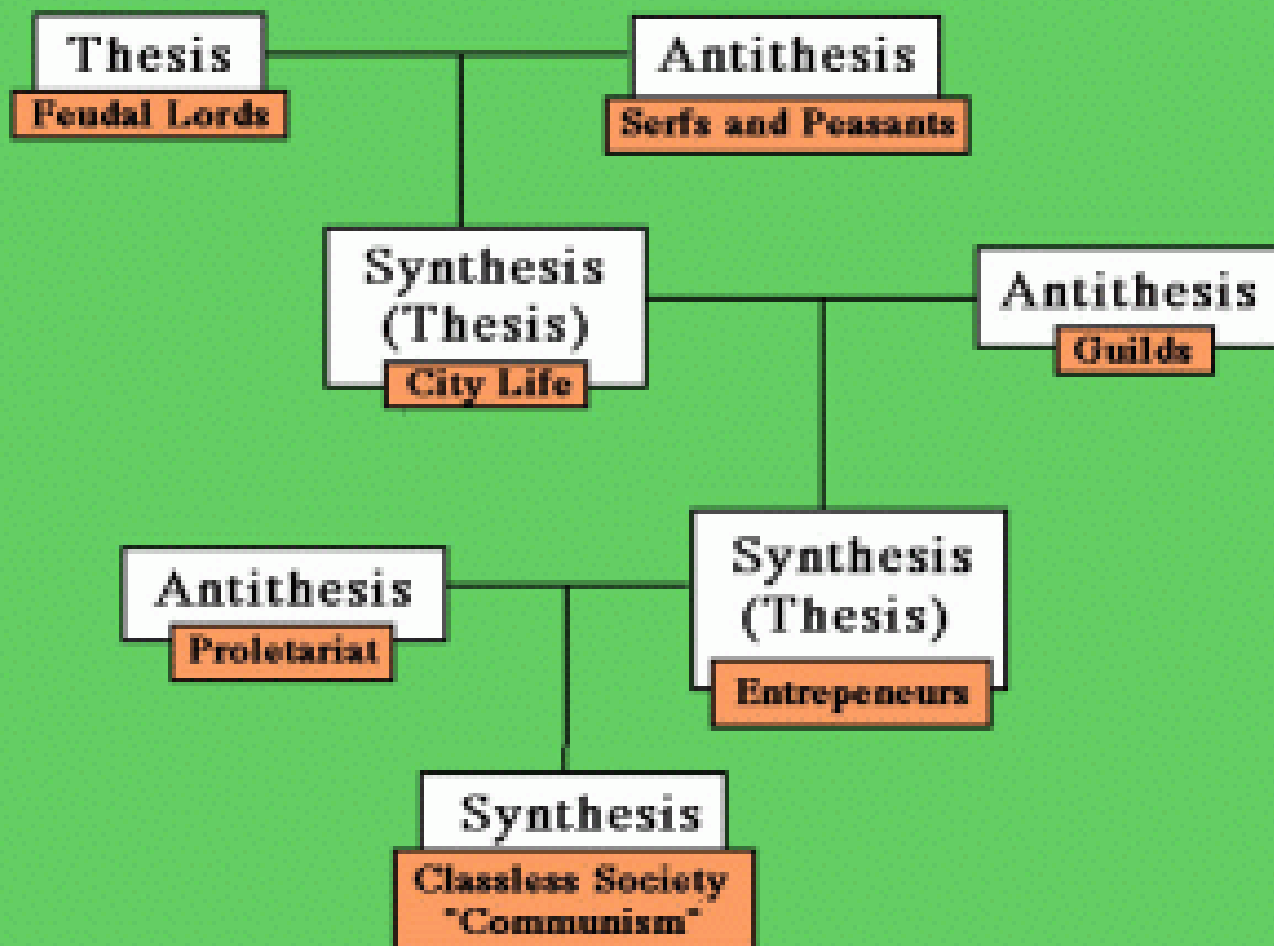 Thesis
Feudal Lords
Antithesis
Serfs and Peasants
Synthesis
(Thesis)
City Life
Antithesis
Guilds
Antithesis
Proletariat
Synthesis
(Thesis)
Entrepeneurs
Synthesis
Classless Society
"Communism"